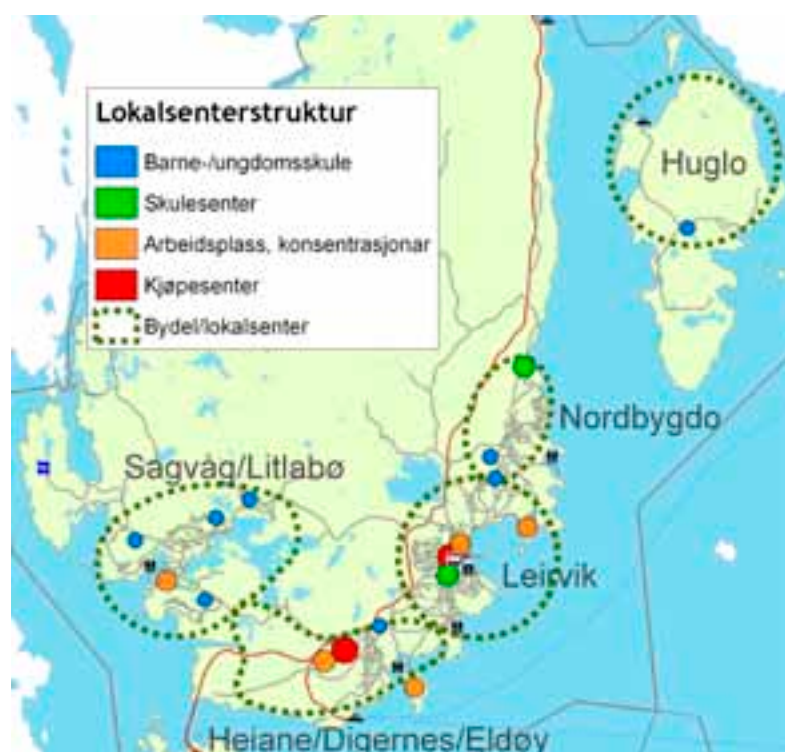 Lokalsenterstruktur
Barne-/ungdomsskule
Skulesenter
Arbeidsplass, konsentrasjonar
Kjøpesenter
Bydel/lokalsenter
Huglo
Nordbygdo
Sagvåg/Litlabø
Leirvik
Heiane/Digernes/Eldøy